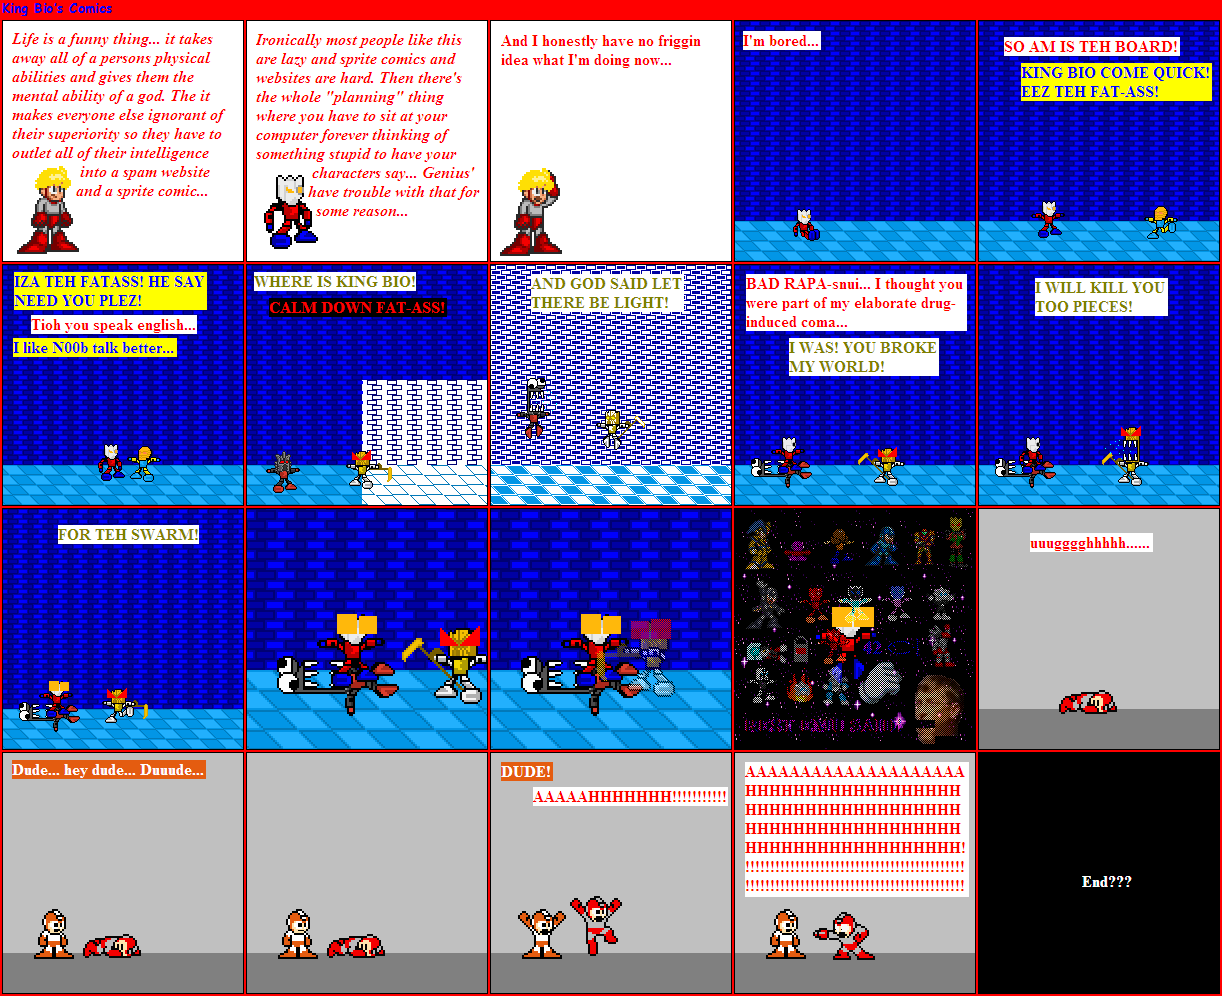 King Bio's Comics
Life is a funny thing... it takes
away all of a persons physical
abilities and gives them the
mental ability of a god. The it
makes everyone else ignorant of
their superiority so they have to
outlet all of their intelligence
into a spam website
and a sprite comic...
Ironically most people like this
are lazy and sprite comics and
websites are hard. Then there's
the whole "planning" thing
where you have to sit at your
computer forever thinking of
something stupid to have your
characters say... Genius'
have trouble with that for
some reason...
And I honestly have no friggin
idea what I'm doing now...
I'm bored...
SO AM IS TEH BOARD!
KING BIO COME QUICK!
EEZ TEH FAT-ASS!
IZA TEH FATASS! HE SAY
NEED YOU PLEZ!
Tioh you speak english...
I like N00b talk better...
WHERE IS KING BIO!
CALM DOWN FAT-ASS!
AND GOD SAID LET
THERE BE LIGHT!
BAD RAPA-snui... I thought you
were part of my elaborate drug-
induced coma...
I WAS! YOU BROKE
MY WORLD!
I WILL KILL YOU
TOO PIECES!
FOR TEH SWARM!
42
uuugggghhhhh......
Dude... hey dude... Duuude...
DUDE!
AAAAAHHHHHHH!!!!!!!!!!!
AAAAAAAAAAAAAAAAAAAA
HHHHHHHHHHHHHHHHHH
HHHHHHHHHHHHHHHHHH
HHHHHHHHHHHHHHHHHH
HHHHHHHHHHHHHHHHHH!
!!!!!!!!!!!!!!!!!!!!!!!!!!!!!!!!!!!!!!!!!!!
!!!!!!!!!!!!!!!!!!!!!!!!!!!!!!!!!!!!!!!!!!!
End???